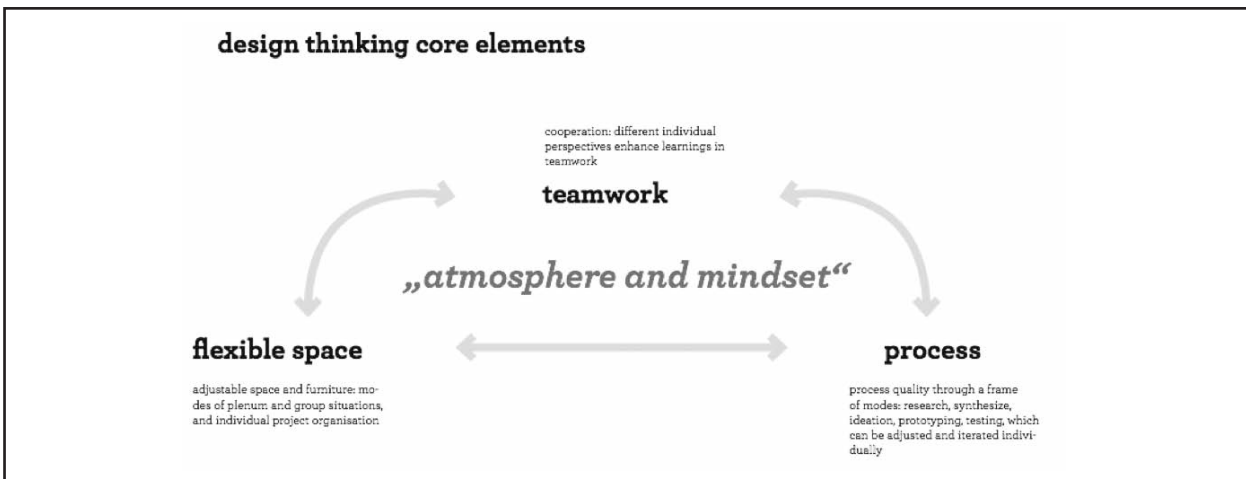 design thinking core elements
cooperation: different individual
perspectives enhance learnings in
teamwork
teamwork
„atmosphere and mindset“
flexible space
adjustable space and furniture: mo-
des of plenum and group situations,
and individual project organisation
process
process quality through a frame
of modes: research, synthesize,
ideation, prototyping, testing, which
can be adjusted and iterated indivi-
dually